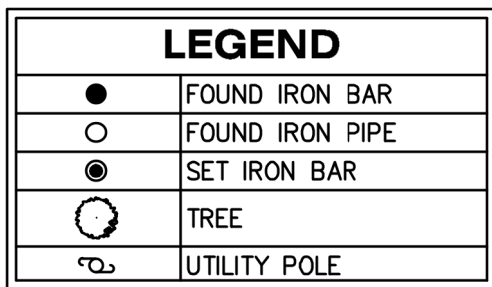 LEGEND
FOUND IRON BAR
FOUND IRON PIPE
SET IRON BAR
TREE
UTILITY POLE